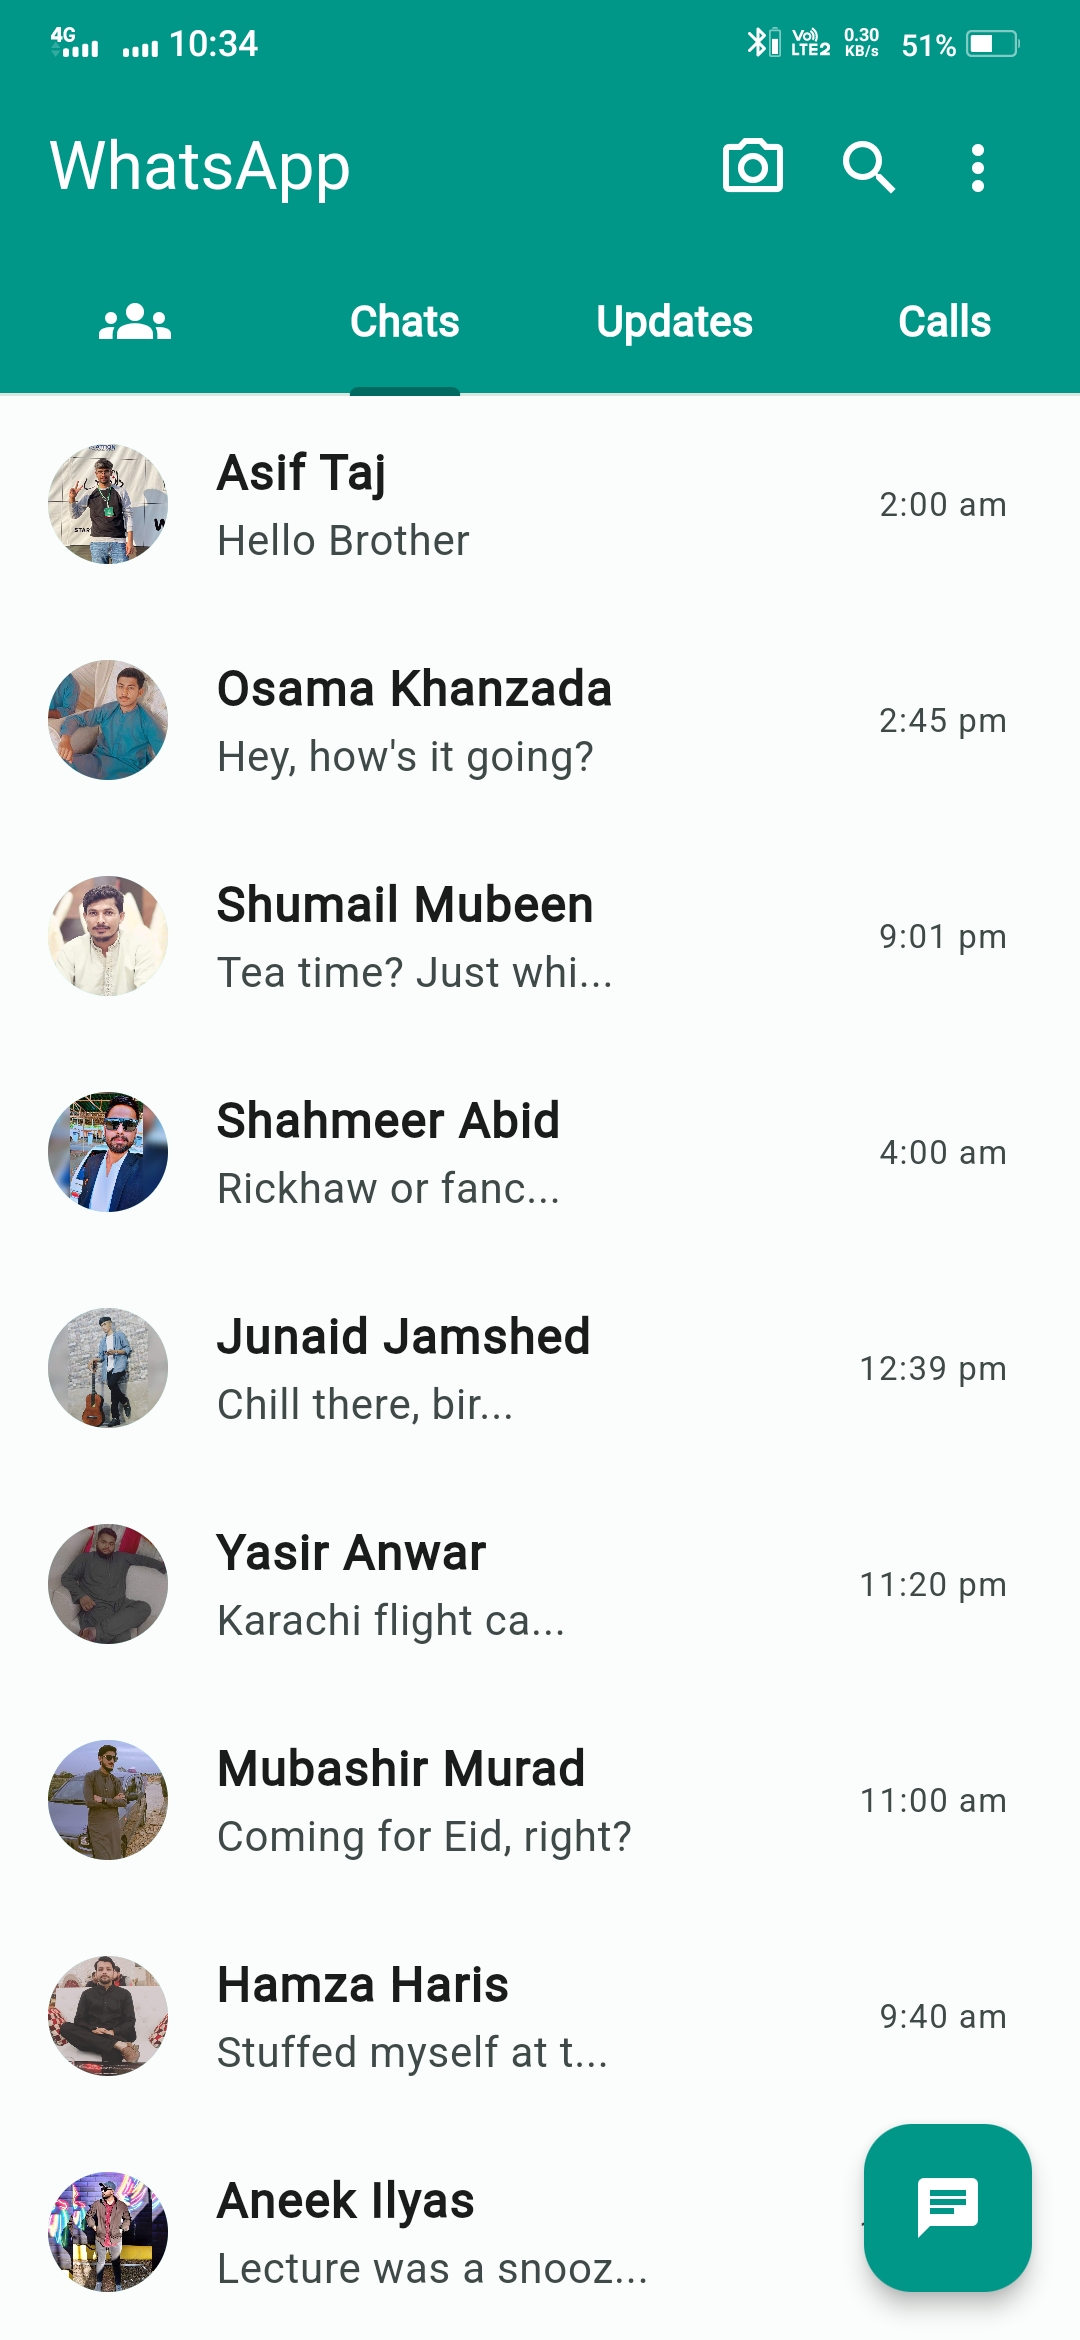 4G 10:34 Vo)) LTE2 0.30 KB/s 51%
WhatsApp
Chats Updates Calls
Asif Taj
Hello Brother
2:00 am
Osama Khanzada
Hey, how's it going?
2:45 pm
Shumail Mubeen
Tea time? Just whi...
9:01 pm
Shahmeer Abid
Rickhaw or fanc...
4:00 am
Junaid Jamshed
Chill there, bir...
12:39 pm
Yasir Anwar
Karachi flight ca...
11:20 pm
Mubashir Murad
Coming for Eid, right?
11:00 am
Hamza Haris
Stuffed myself at t...
9:40 am
Aneek Ilyas
Lecture was a snooz...